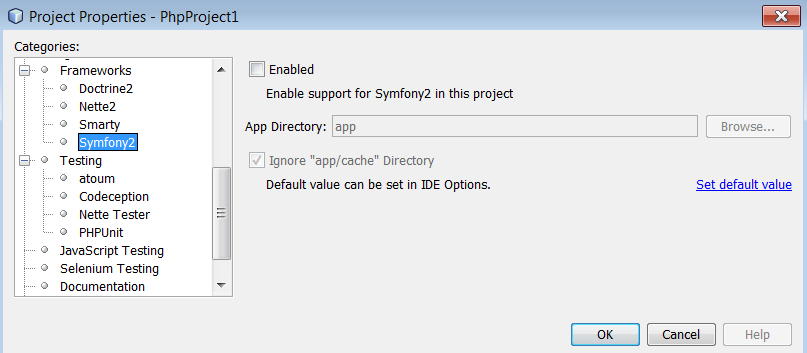 Project Properties - PhpProject1
Categories:
Frameworks
Doctrine2
Nette2
Smarty
Symfony2
Testing
atoum
Codeception
Nette Tester
PHPUnit
JavaScript Testing
Selenium Testing
Documentation
Enabled
Enable support for Symfony2 in this project
App Directory: app Browse...
Ignore "app/cache" Directory
Default value can be set in IDE Options. Set default value
OK Cancel Help